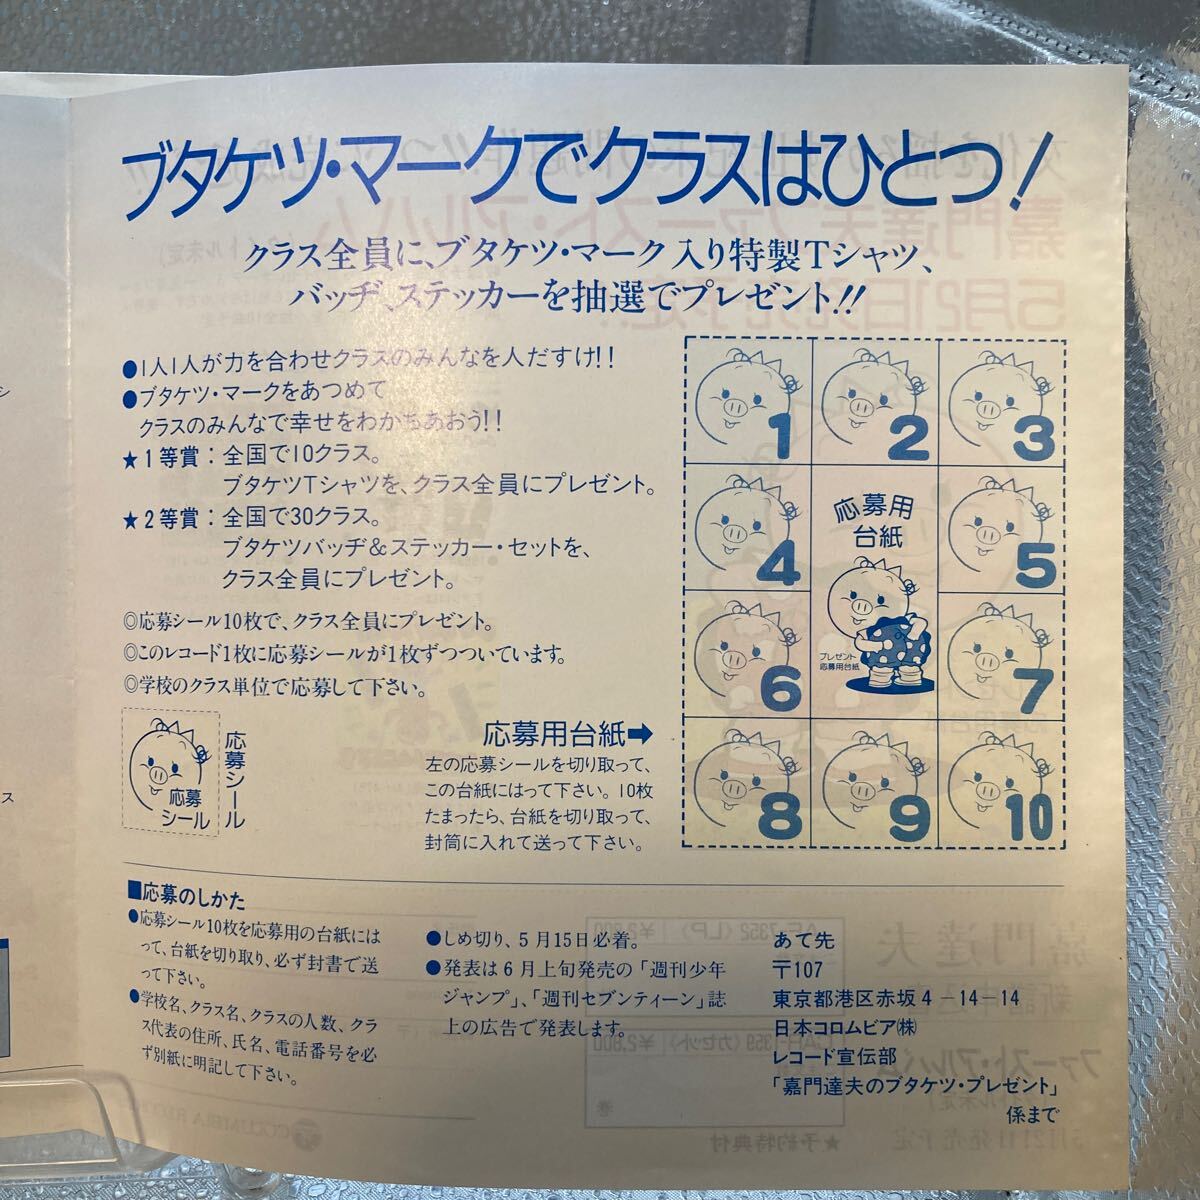 ブタケツ・マークでクラスはひとつ!
クラス全員に、ブタケツ・マーク入り特製Tシャツ、
バッヂ、ステッカーを抽選でプレゼント!!
●1人1人が力を合わせクラスのみんなを人だすけ!!
●ブタケツ・マークをあつめて
クラスのみんなで幸せをわかちあおう!!
★1等賞:全国で10クラス。
ブタケツTシャツを、クラス全員にプレゼント。
★2等賞:全国で30クラス。
ブタケツバッヂ&ステッカー・セットを、
クラス全員にプレゼント。
◎応募シール10枚で、クラス全員にプレゼント。
◎このレコード1枚に応募シールが1枚ずつついています。
◎学校のクラス単位で応募して下さい。
応募
シール
応募シール
応募用台紙➡
左の応募シールを切り取って、
この台紙にはって下さい。10枚
たまったら、台紙を切り取って、
封筒に入れて送って下さい。
1
2
3
4
応募用
台紙
プレゼント
応募用台紙
5
6
7
8
9
10
■応募のしかた
●応募シール10枚を応募用の台紙には
って、台紙を切り取り、必ず封書で送
って下さい。
●学校名、クラス名、クラスの人数、クラ
ス代表の住所、氏名、電話番号を必
ず別紙に明記して下さい。
●しめ切り、5月15日必着。
●発表は6月上旬発売の「週刊少年
ジャンプ」、「週刊セブンティーン」誌
上の広告で発表します。
あて先
〒107
東京都港区赤坂4-14-14
日本コロムビア㈱
レコード宣伝部
「嘉門達夫のブタケツ・プレゼント」
係まで